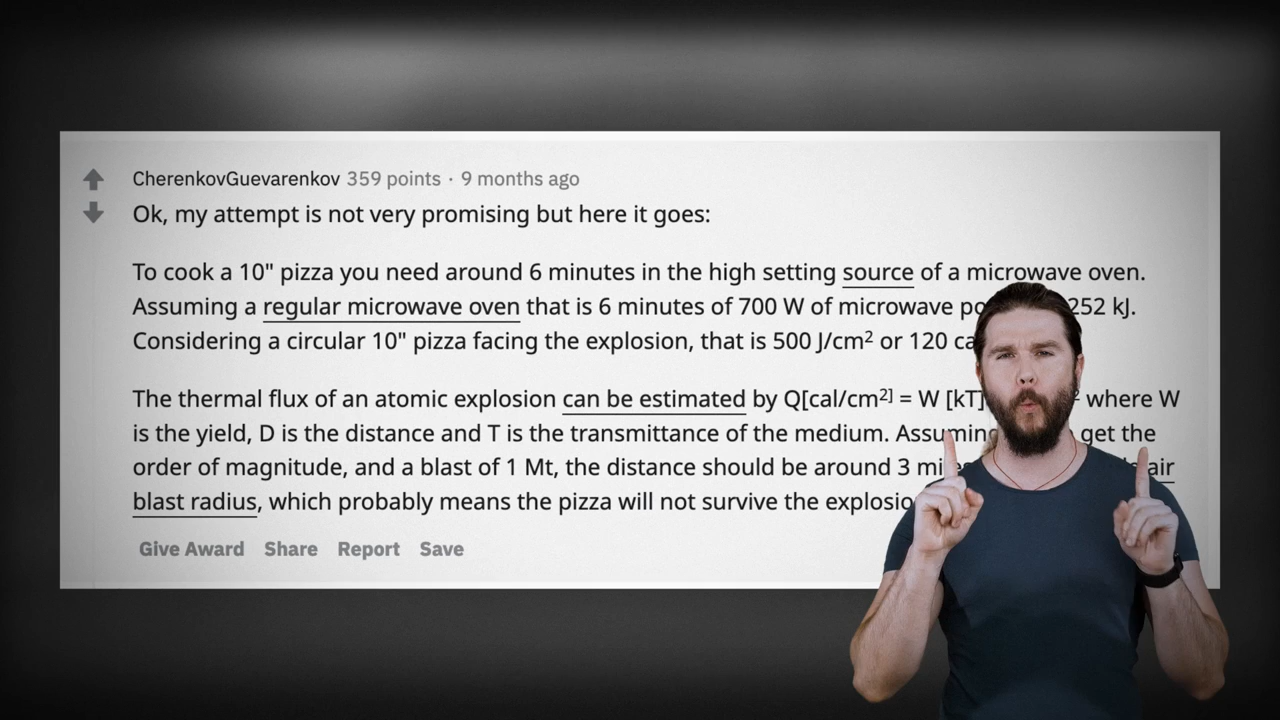 CherenkovGuevarenkov 359 points · 9 months ago
Ok, my attempt is not very promising but here it goes:
To cook a 10" pizza you need around 6 minutes in the high setting source of a microwave oven.
Assuming a regular microwave oven that is 6 minutes of 700 W of microwave 252 kJ.
Considering a circular 10" pizza facing the explosion, that is 500 J/cm² or 120
The thermal flux of an atomic explosion can be estimated by Q[cal/cm²] = W [kT] where W
is the yield, D is the distance and T is the transmittance of the medium. get the
order of magnitude, and a blast of 1 Mt, the distance should be around 3 air
blast radius, which probably means the pizza will not survive the
Give Award Share Report Save